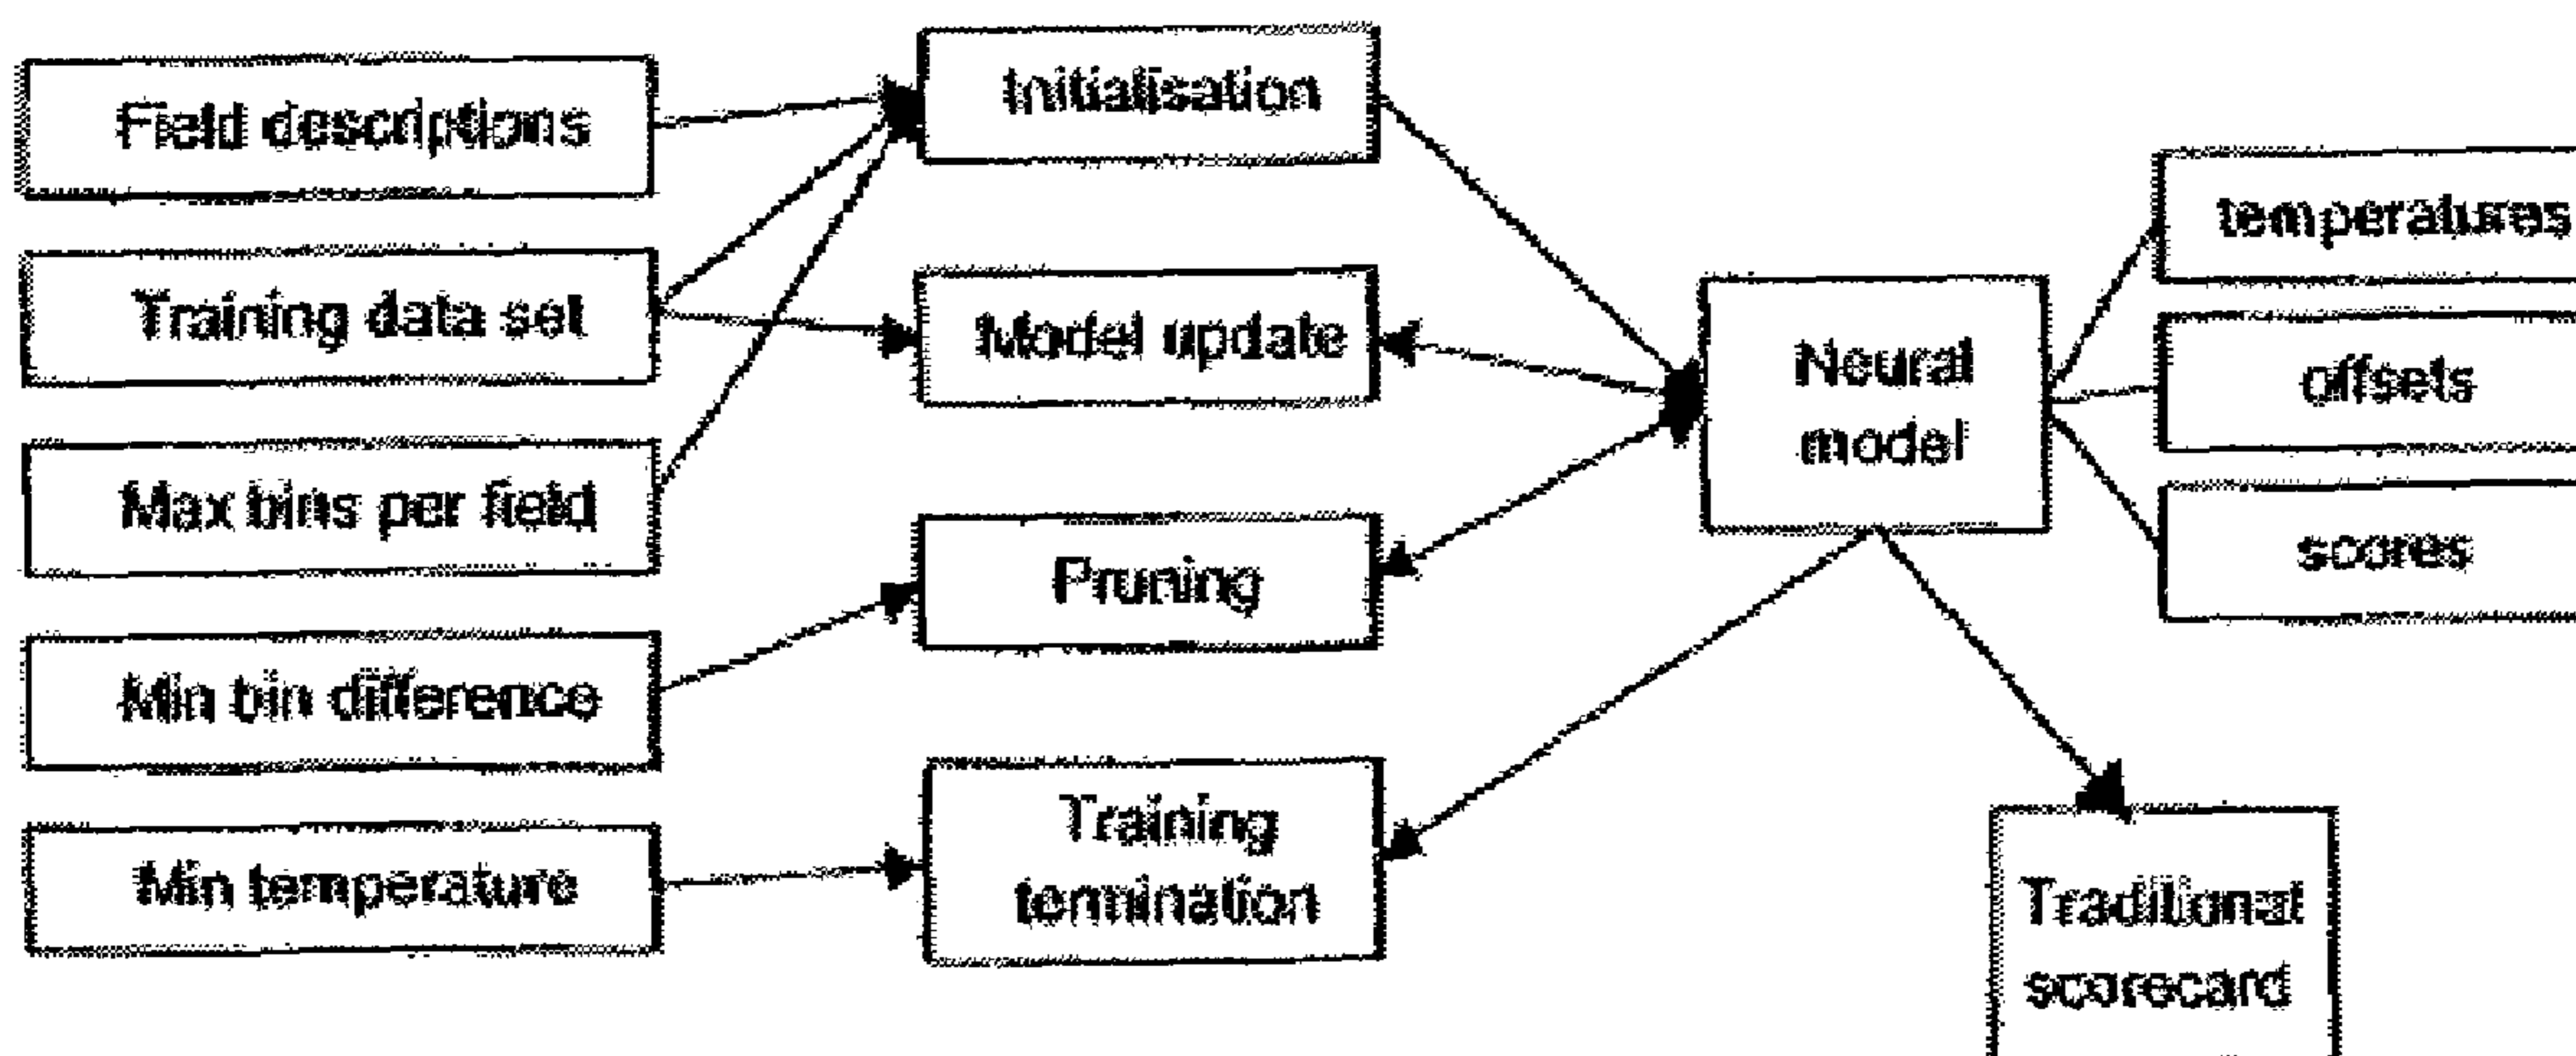 Field descriptions
Training data set
Max bins per field
Min bin difference
Min temperature
Initialisation
Model update
Pruning
Training
termination
Neural
model
temperatures
offsets
scores
Traditional
scorecard